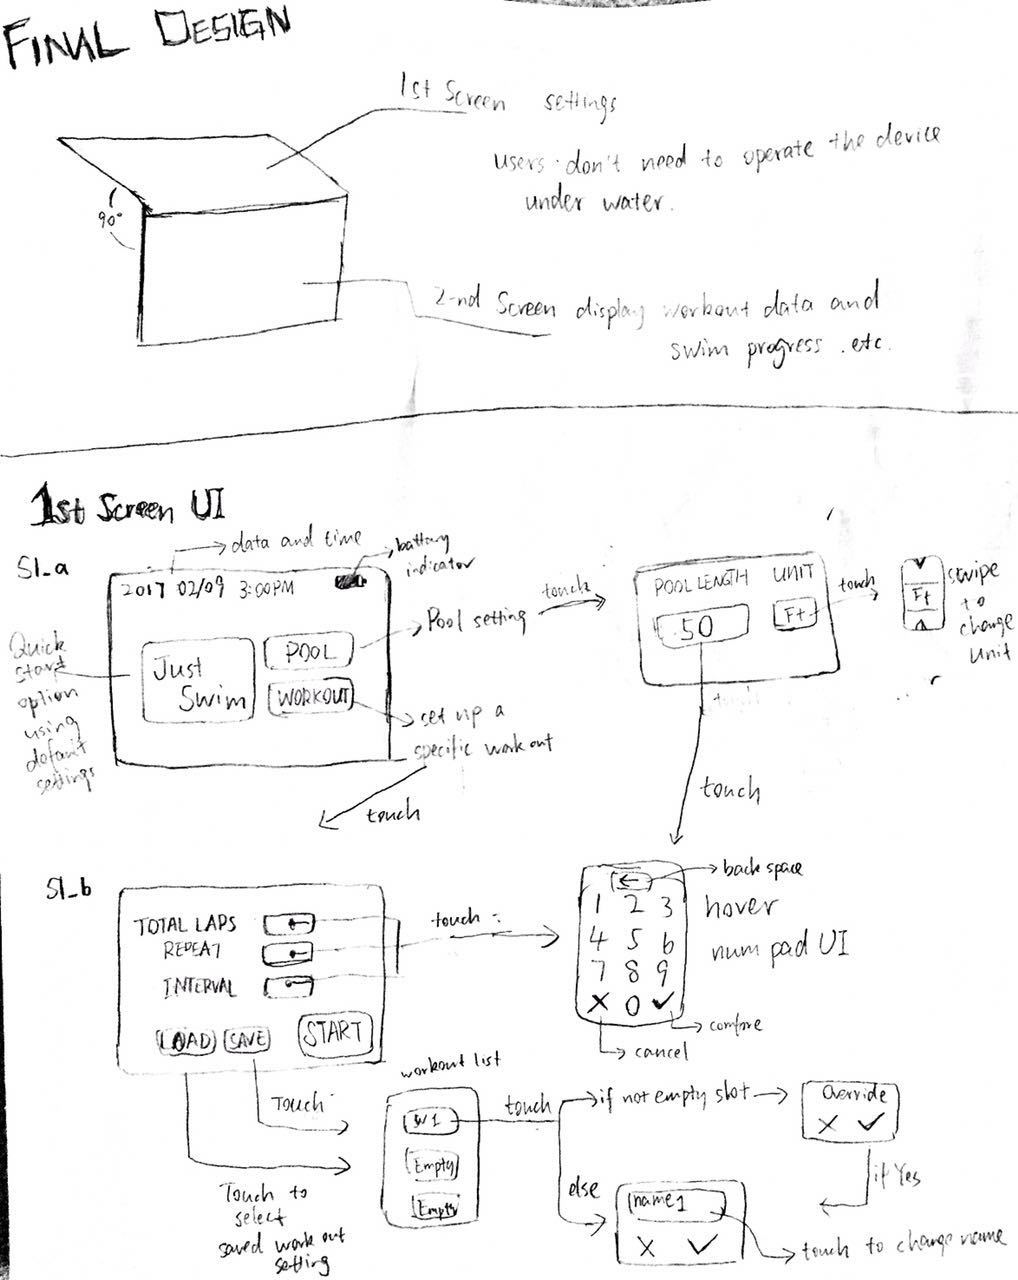 FINAL DESIGN
1st Screen settings
users don't need to operate the device
under water.
90°
2nd Screen display workout data and
swim progress .etc.
1st Screen UI
S1_a
data and time
battary
indicator
2017 02/09 3:00PM
Quick
start
option
using
default
settings
Just
Swim
POOL
WORKOUT
Pool setting
set up a
specific work out
touch
POOL LENGTH UNIT
50
Ft
touch
Ft
swipe
to
change
Unit
touch
touch
touch
S1_b
TOTAL LAPS
REPEAT
INTERVAL
LOAD
SAVE
START
touch
back space
←
1 2 3
4 5 6
7 8 9
X 0 ✓
hover
num pad UI
cancel
Touch
Touch to
select
saved work out
setting
workout list
W1
Empty
Empty
touch
if not empty slot
Override
X ✓
if Yes
else
name1
X ✓
touch to change name